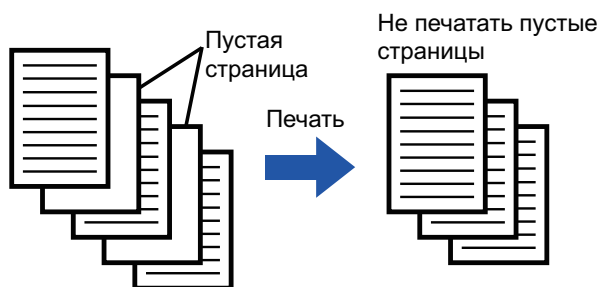 Пустая
страница
Печать
Не печатать пустые
страницы